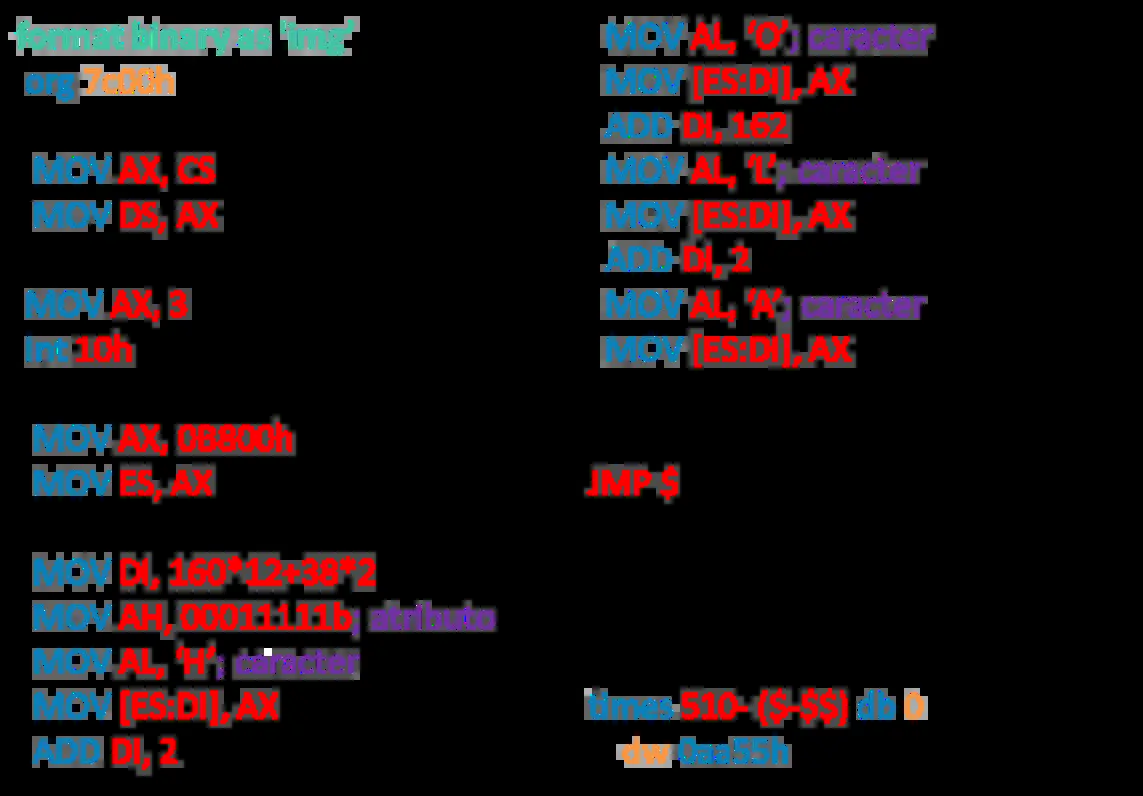 format binary as 'img'
org 7c00h
MOV AX, CS
MOV DS, AX
MOV AX, 3
int 10h
MOV AX, 0B800h
MOV ES, AX
MOV DI, 160*12+38*2
MOV AH, 00011111b; atributo
MOV AL, 'H'; caracter
MOV [ES:DI], AX
ADD DI, 2
MOV AL, 'O'; caracter
MOV [ES:DI], AX
ADD DI, 162
MOV AL, 'L'; caracter
MOV [ES:DI], AX
ADD DI, 2
MOV AL, 'A'; caracter
MOV [ES:DI], AX
JMP $
times 510- ($-$$) db 0
dw 0aa55h